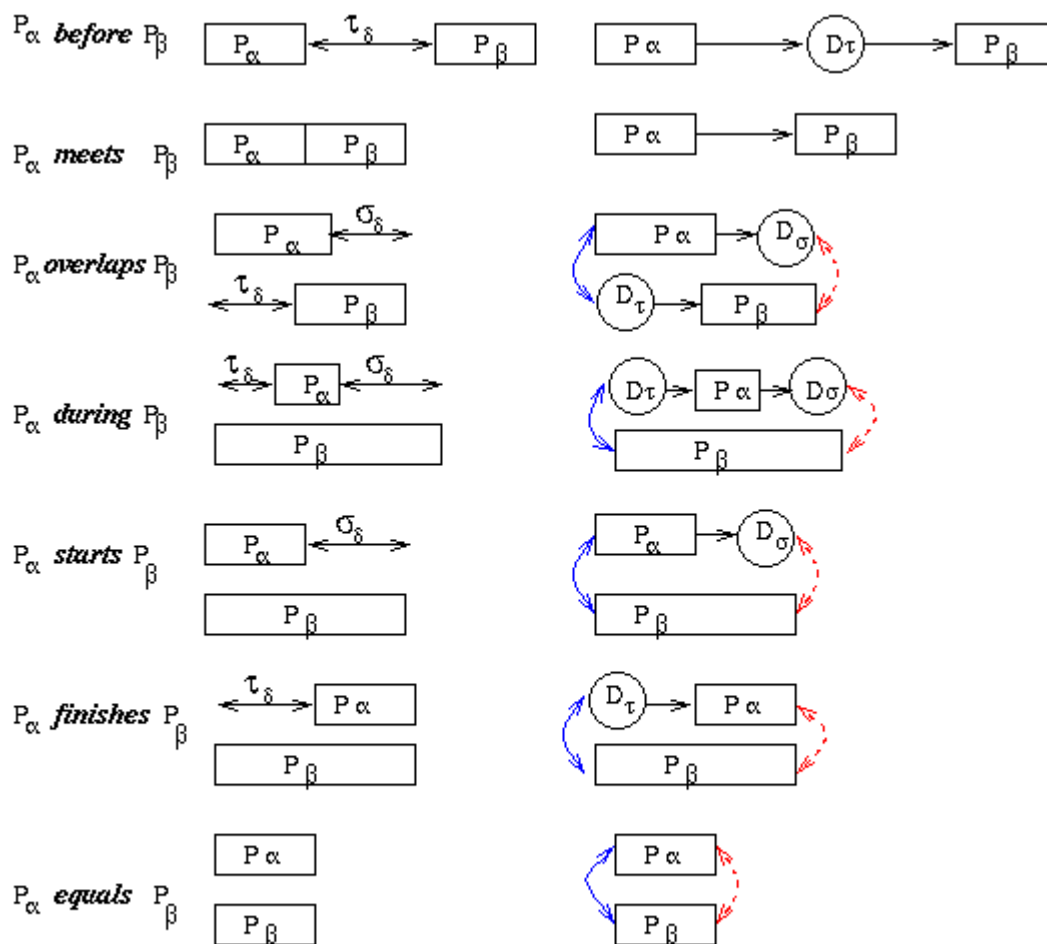 Pα before Pβ Pα τδ Pβ Pα Dτ Pβ
Pα meets Pβ Pα Pβ Pα Pβ
Pα overlaps Pβ Pα σδ Pα Dσ
τδ Pβ Dτ Pβ
Pα during Pβ τδ Pα σδ Dτ Pα Dσ
Pβ Pβ
Pα starts Pβ Pα σδ Pα Dσ
Pβ Pβ
Pα finishes Pβ τδ Pα Dτ Pα
Pβ Pβ
Pα equals Pβ Pα Pα
Pβ Pβ